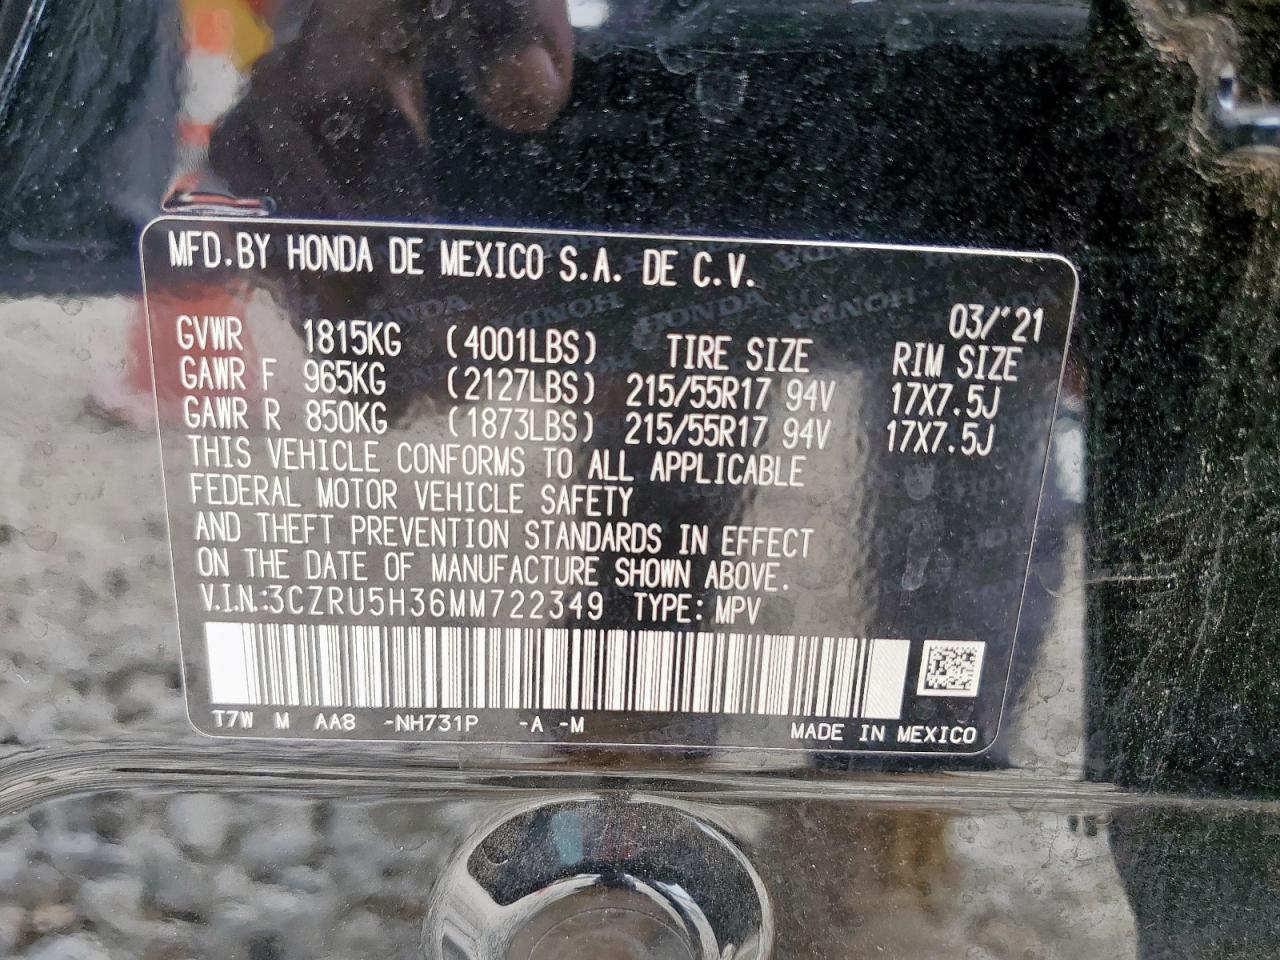 MFD.BY HONDA DE MEXICO S.A. DE C.V.
03/'21
GVWR 1815KG (4001LBS) TIRE SIZE RIM SIZE
GAWR F 965KG (2127LBS) 215/55R17 94V 17X7.5J
GAWR R 850KG (1873LBS) 215/55R17 94V 17X7.5J
THIS VEHICLE CONFORMS TO ALL APPLICABLE
FEDERAL MOTOR VEHICLE SAFETY
AND THEFT PREVENTION STANDARDS IN EFFECT
ON THE DATE OF MANUFACTURE SHOWN ABOVE.
V.I.N.:3CZRU5H36MM722349 TYPE: MPV
T7W M AA8 -NH731P -A -M MADE IN MEXICO